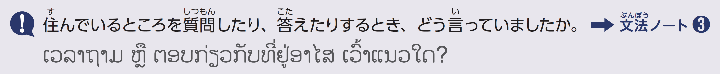 住んでいるところを質問したり、答えたりするとき、どう言っていましたか。 ➡ 文法ノート❸
ເວລາຖາມ ຫຼື ຕອບກ່ຽວກັບທີ່ຢູ່ອາໄສ ເວົ້າແນວໃດ?